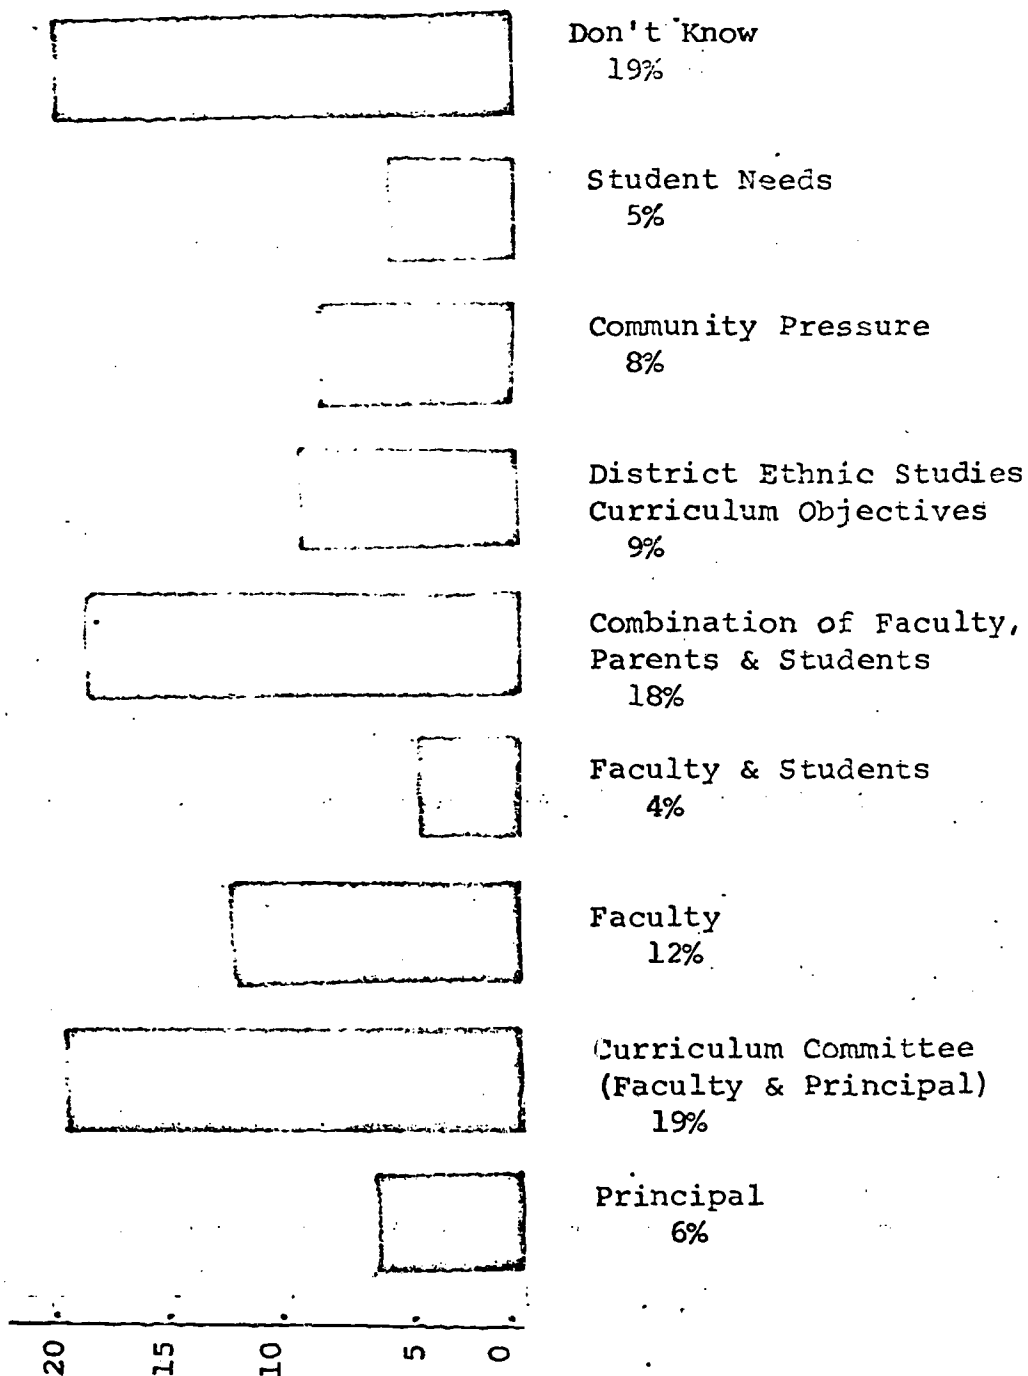 Don't Know
19%
Student Needs
5%
Community Pressure
8%
District Ethnic Studies
Curriculum Objectives
9%
Combination of Faculty,
Parents & Students
18%
Faculty & Students
4%
Faculty
12%
Curriculum Committee
(Faculty & Principal)
19%
Principal
6%
20
15
10
5
0